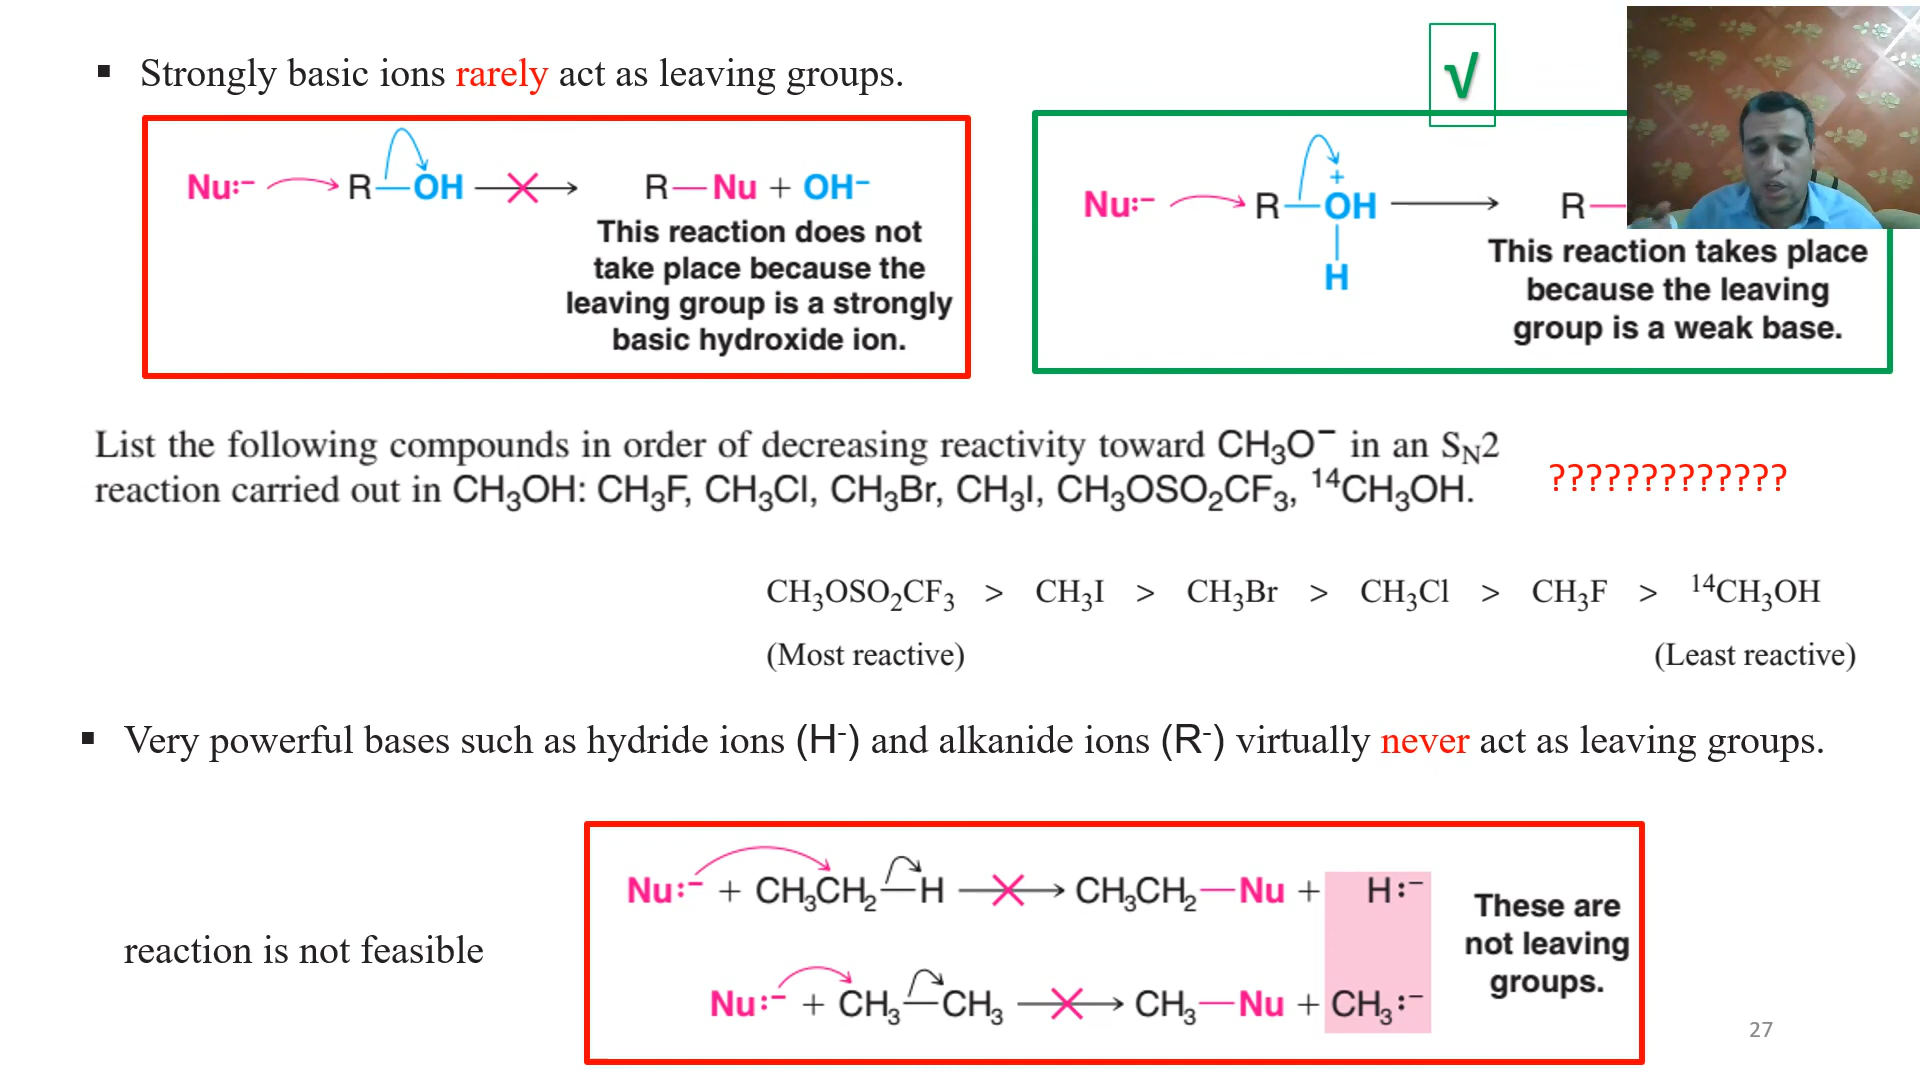 ▪ Strongly basic ions rarely act as leaving groups.
√
Nu:⁻ R—OH ⟶ R—Nu + OH⁻
This reaction does not
take place because the
leaving group is a strongly
basic hydroxide ion.
Nu:⁻ R—OH⁺ ⟶ R—
H
This reaction takes place
because the leaving
group is a weak base.
List the following compounds in order of decreasing reactivity toward CH₃O⁻ in an S_N2
reaction carried out in CH₃OH: CH₃F, CH₃Cl, CH₃Br, CH₃I, CH₃OSO₂CF₃, ¹⁴CH₃OH.
?????????????
CH₃OSO₂CF₃ > CH₃I > CH₃Br > CH₃Cl > CH₃F > ¹⁴CH₃OH
(Most reactive) (Least reactive)
▪ Very powerful bases such as hydride ions (H⁻) and alkanide ions (R⁻) virtually never act as leaving groups.
reaction is not feasible
Nu:⁻ + CH₃CH₂—H ⟶ CH₃CH₂—Nu + H:⁻
Nu:⁻ + CH₃—CH₃ ⟶ CH₃—Nu + CH₃:⁻
These are
not leaving
groups.
27